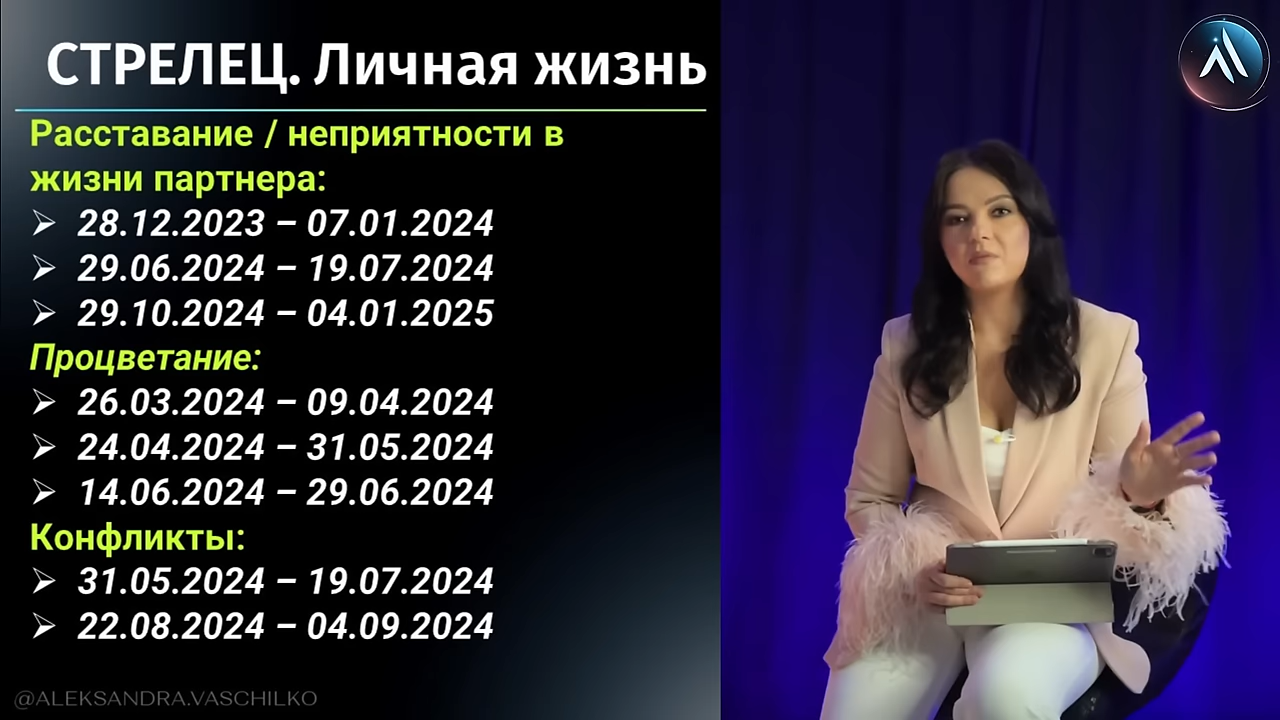 СТРЕЛЕЦ. Личная жизнь
Расставание / неприятности в
жизни партнера:
➢ 28.12.2023 – 07.01.2024
➢ 29.06.2024 – 19.07.2024
➢ 29.10.2024 – 04.01.2025
Процветание:
➢ 26.03.2024 – 09.04.2024
➢ 24.04.2024 – 31.05.2024
➢ 14.06.2024 – 29.06.2024
Конфликты:
➢ 31.05.2024 – 19.07.2024
➢ 22.08.2024 – 04.09.2024
@ALEKSANDRA.VASCHILKO